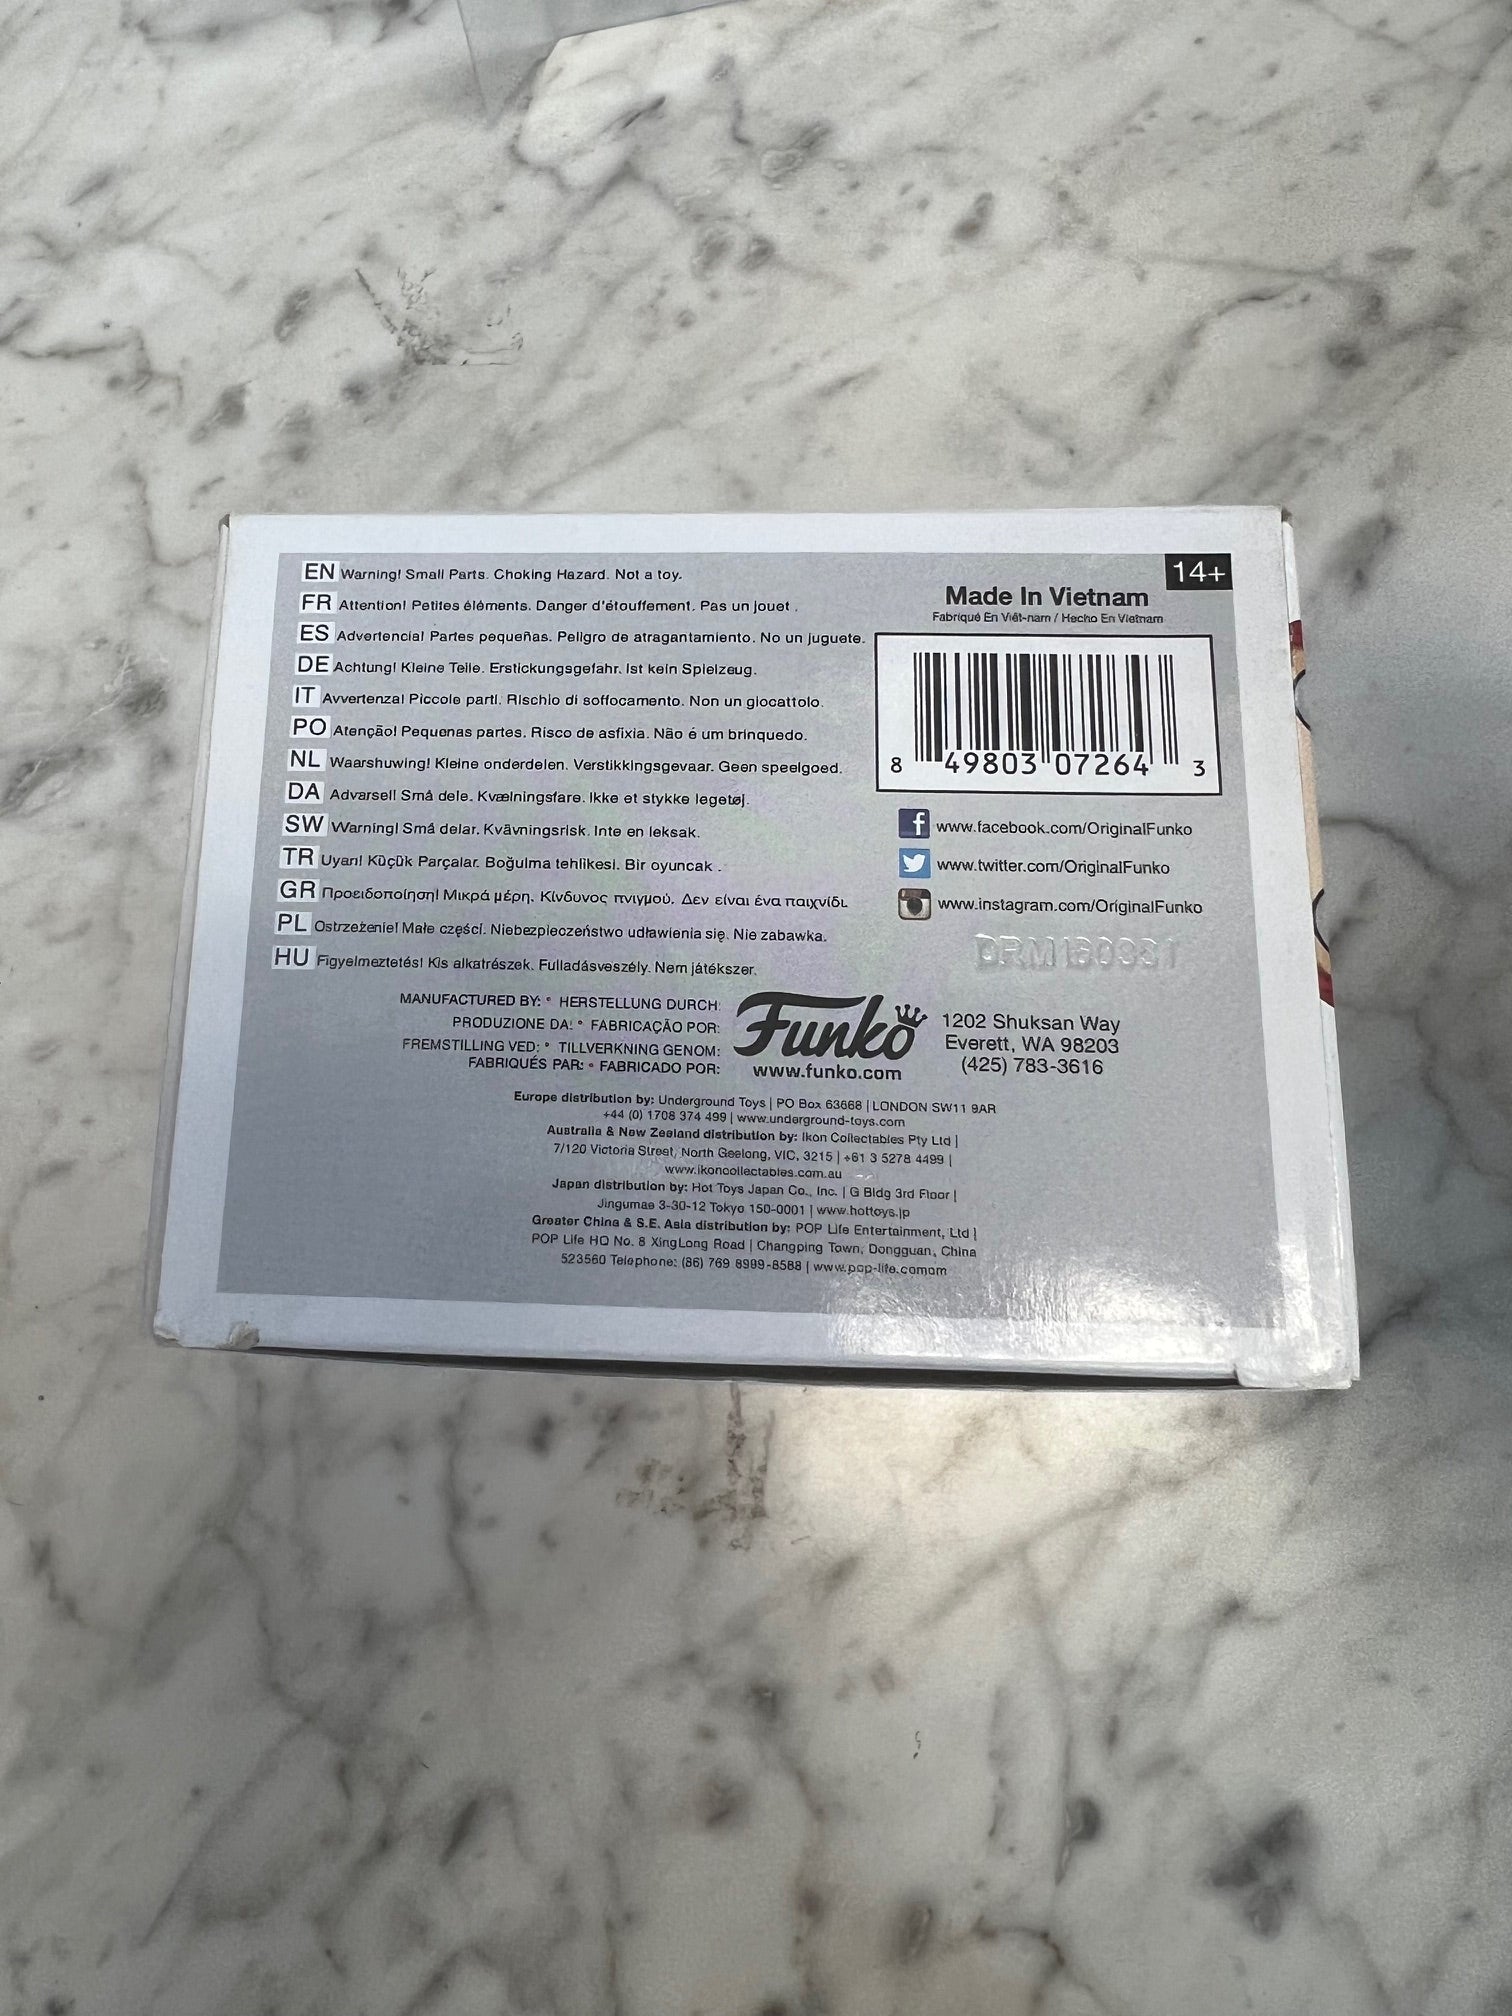 EN Warning! Small Parts. Choking Hazard. Not a toy.
FR Attention! Petites éléments. Danger d'étouffement. Pas un jouet .
ES Advertencia! Partes pequeñas. Peligro de atragantamiento. No un juguete.
DE Achtung! Kleine Teile. Erstickungsgefahr. Ist kein Spielzeug.
IT Avvertenza! Piccole parti. Rischio di soffocamento. Non un giocattolo.
PO Atenção! Pequenas partes. Risco de asfixia. Não é um brinquedo.
NL Waarshuwing! Kleine onderdelen. Verstikkingsgevaar. Geen speelgoed.
DA Advarsel! Små dele. Kvælningsfare. Ikke et stykke legetøj.
SW Warning! Små delar. Kvävningsrisk. Inte en leksak.
TR Uyarı! Küçük Parçalar. Boğulma tehlikesi. Bir oyuncak .
GR Προειδοποίηση! Μικρά μέρη. Κίνδυνος πνιγμού. Δεν είναι ένα παιχνίδι
PL Ostrzeżenie! Małe części. Niebezpieczeństwo udławienia się. Nie zabawka.
HU Figyelmeztetés! Kis alkatrészek. Fulladásveszély. Nem játékszer.
14+
Made In Vietnam
Fabriqué En Viêt-nam / Hecho En Vietnam
8 49803 07264 3
f www.facebook.com/OriginalFunko
www.twitter.com/OriginalFunko
www.instagram.com/OriginalFunko
MANUFACTURED BY: ° HERSTELLUNG DURCH:
PRODUZIONE DA: ° FABRICAÇÃO POR:
FREMSTILLING VED: ° TILLVERKNING GENOM:
FABRIQUÉS PAR: ° FABRICADO POR:
Funko
www.funko.com
1202 Shuksan Way
Everett, WA 98203
(425) 783-3616
Europe distribution by: Underground Toys | PO Box 63668 | LONDON SW11 9AR
+44 (0) 1708 374 499 | www.underground-toys.com
Australia & New Zealand distribution by: Ikon Collectables Pty Ltd |
7/120 Victoria Street, North Geelong, VIC, 3215 | +61 3 5278 4499 |
www.ikoncollectables.com.au
Japan distribution by: Hot Toys Japan Co., Inc. | G Bldg 3rd Floor |
Jingumae 3-30-12 Tokyo 150-0001 | www.hottoys.jp
Greater China & S.E. Asia distribution by: POP Life Entertainment, Ltd |
POP Life HQ No. 8 XingLong Road | Changping Town, Dongguan, China
523560 Telephone: (86) 769 8999-8588 | www.pop-life.comom